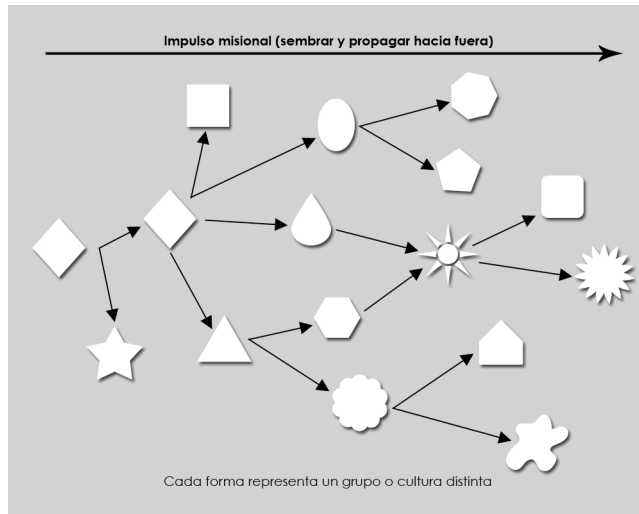 Impulso misional (sembrar y propagar hacia fuera)
Cada forma representa un grupo o cultura distinta